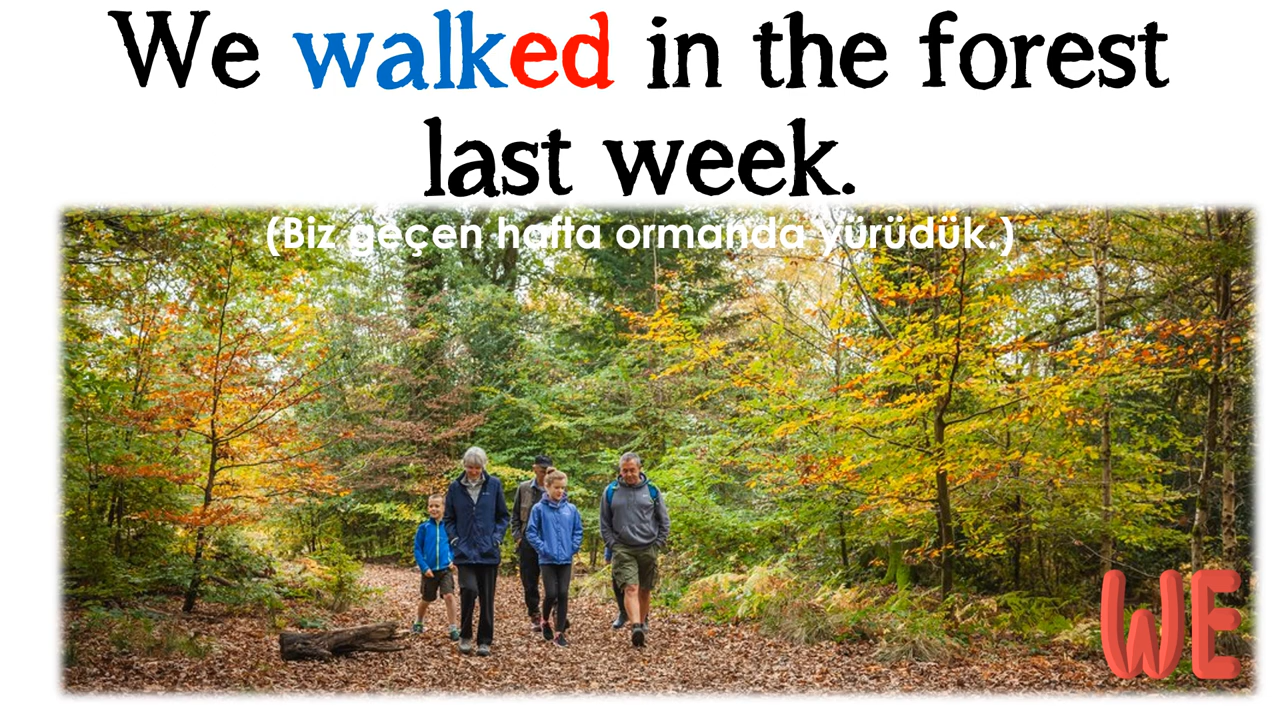 We walked in the forest
last week.
(Biz geçen hafta ormanda yürüdük.)
WE